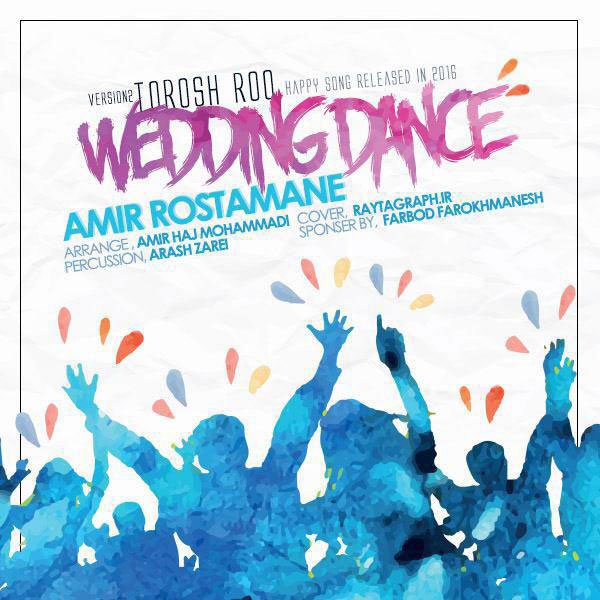 VERSION2 TOROSH ROO HAPPY SONG RELEASED IN 2016
WEDDING DANCE
AMIR ROSTAMANE
ARRANGE, AMIR HAJ MOHAMMADI COVER, RAYTAGRAPH.IR
PERCUSSION, ARASH ZAREI SPONSER BY, FARBOD FAROKHMANESH